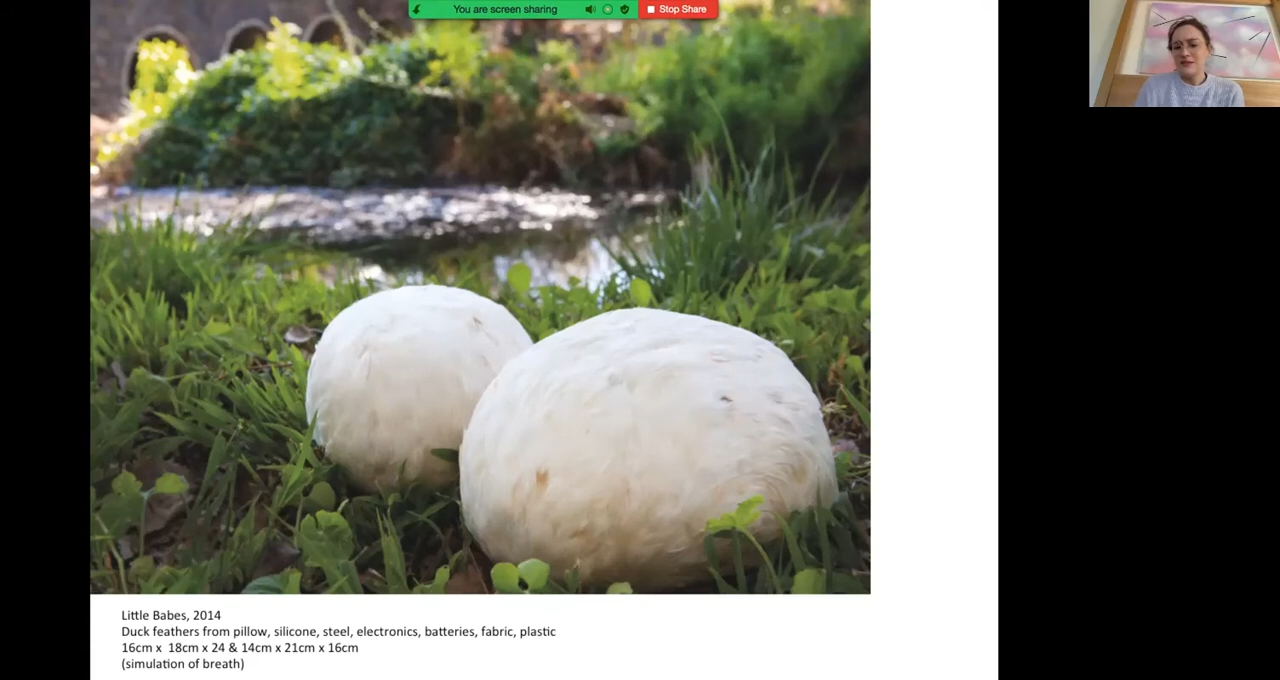 You are screen sharing
Stop Share
Little Babes, 2014
Duck feathers from pillow, silicone, steel, electronics, batteries, fabric, plastic
16cm x  18cm x 24 & 14cm x 21cm x 16cm
(simulation of breath)